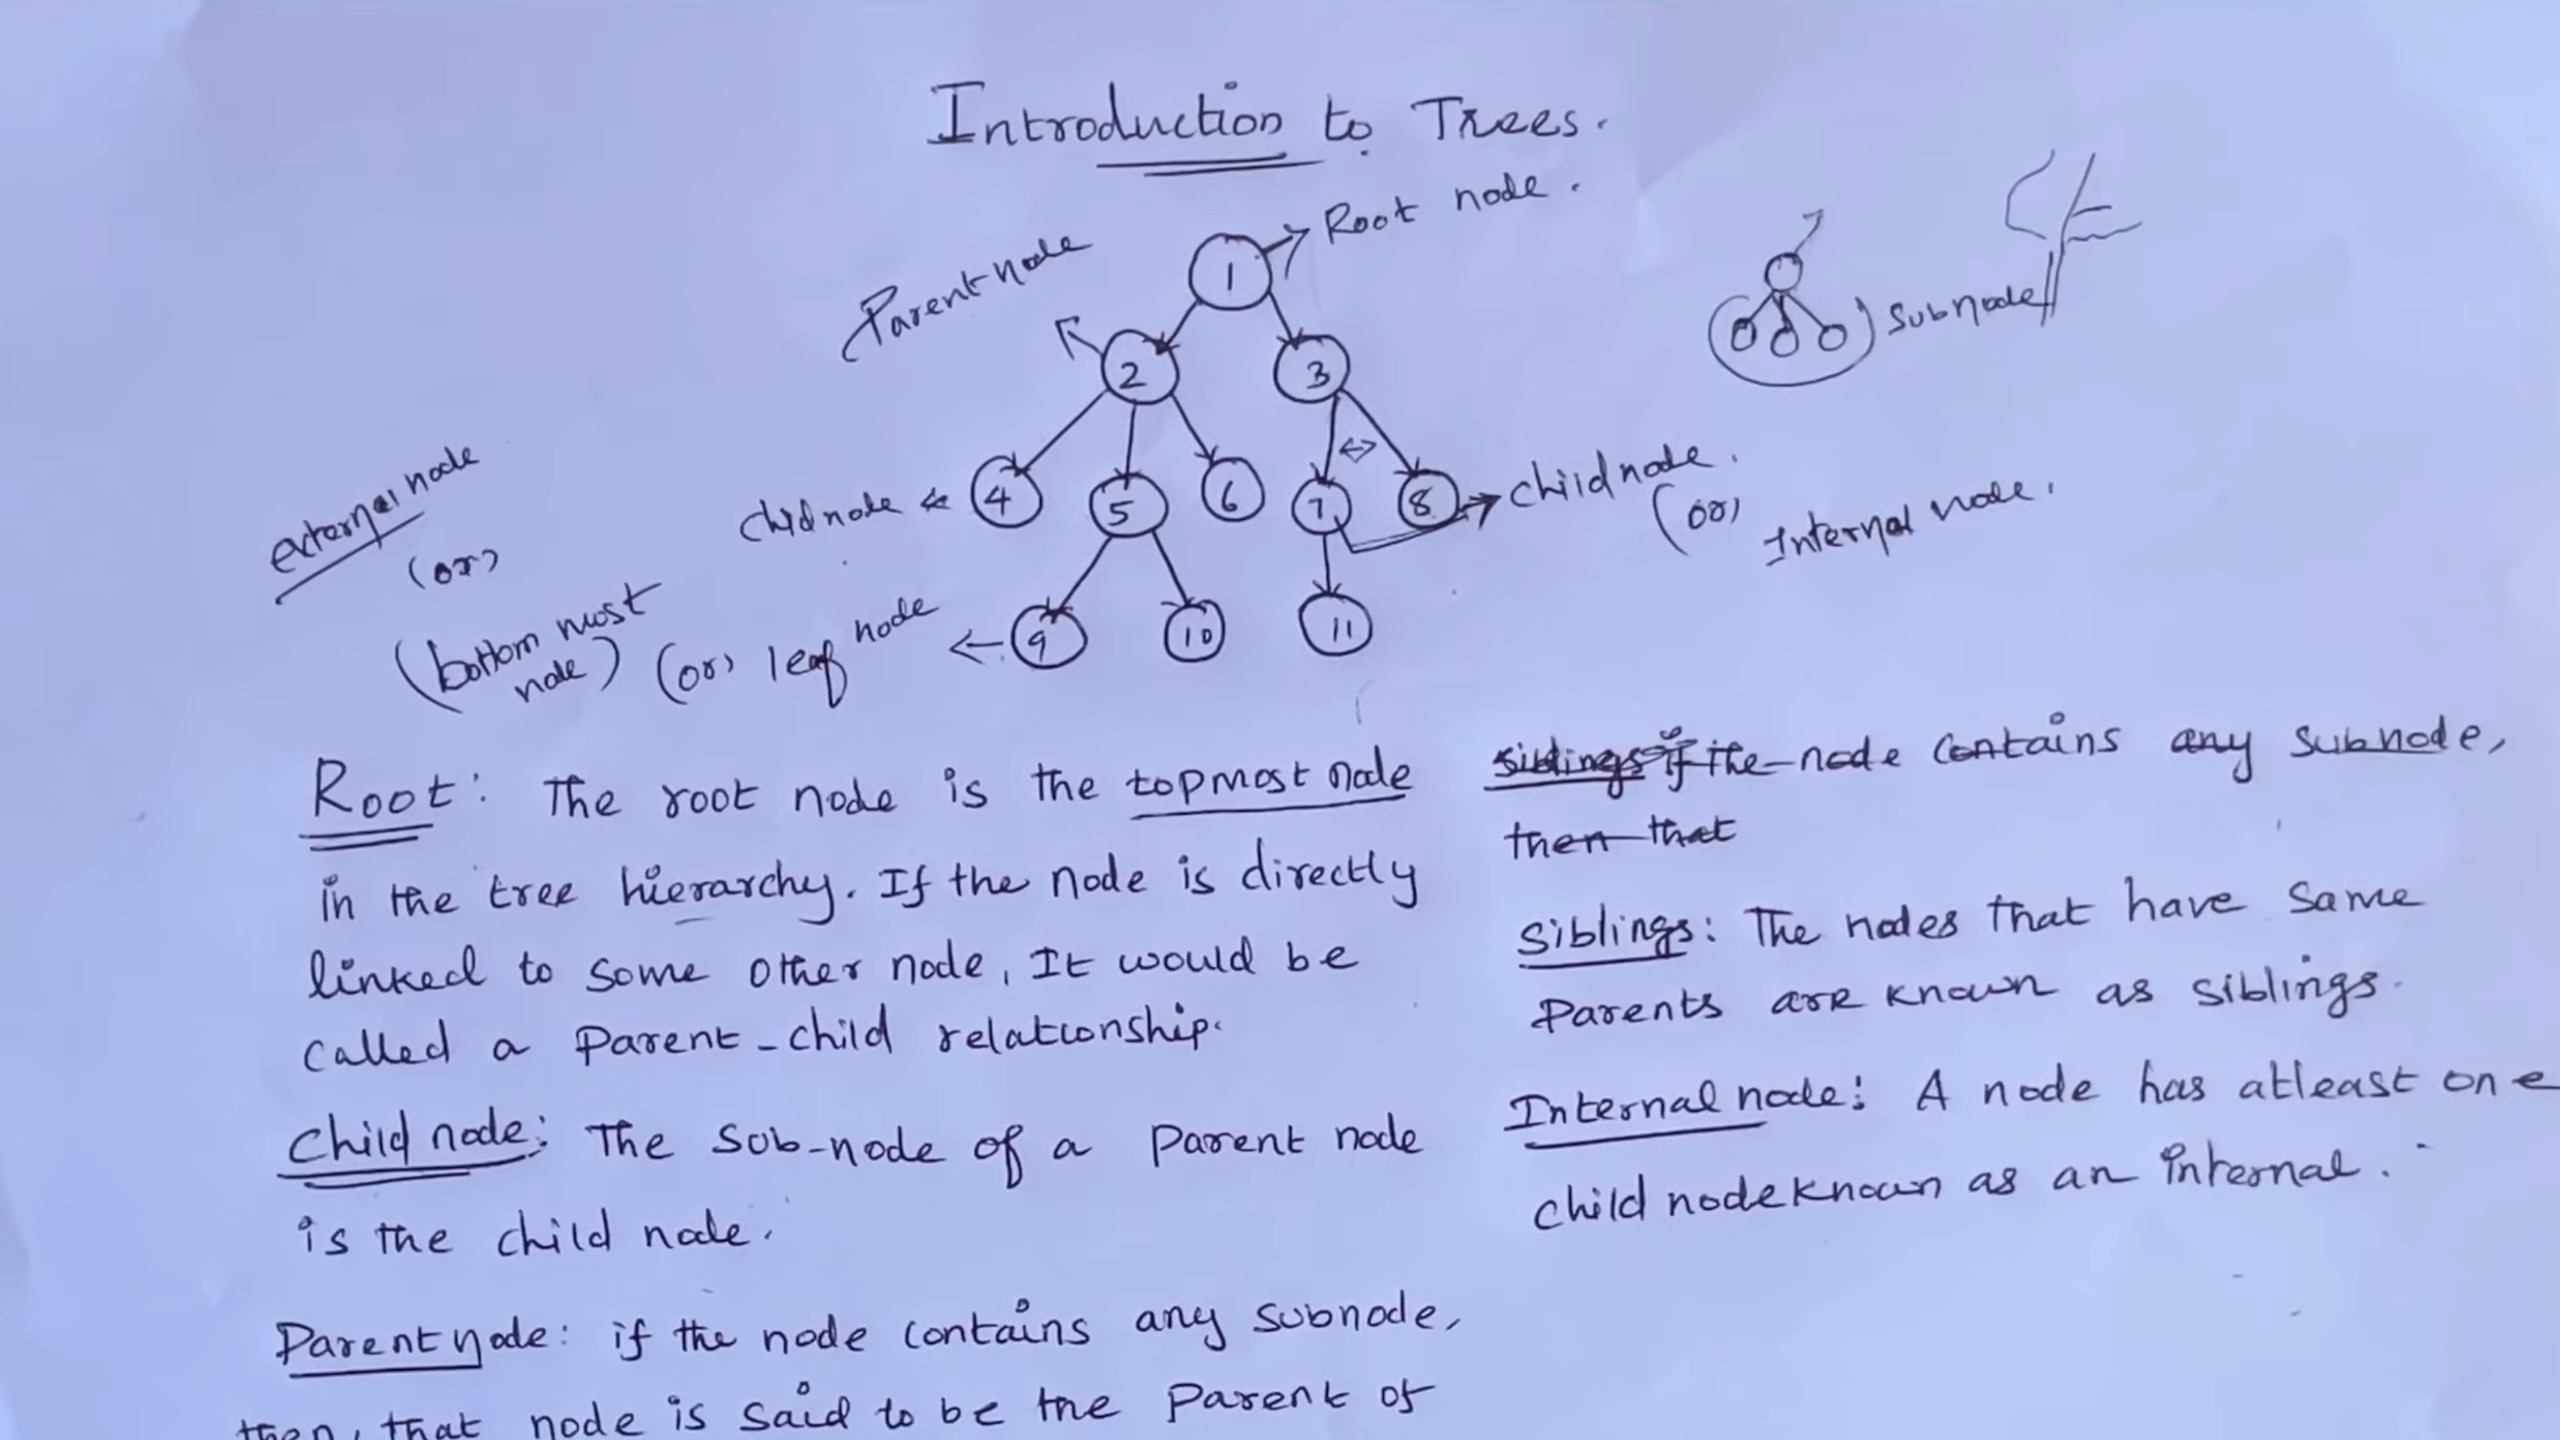 Introduction to Trees.
Root node.
Parent node
1
2
3
subnode
external node
(or)
(bottom most
node)
(or) leaf node
chid node
4
5
6
7
8
child node.
(or)
Internal node.
9
10
11
Root: The root node is the topmost node
in the tree hierarchy. If the node is directly
linked to some other node, It would be
called a Parent-child relationship.
Child node: The Sub-node of a Parent node
is the child node.
Parent node: if the node contains any subnode,
then, that node is said to be the Parent of
siblings if the node contains any subnode,
then that
Siblings: The nodes that have same
Parents are known as siblings.
Internal node: A node has atleast one
child node known as an internal.